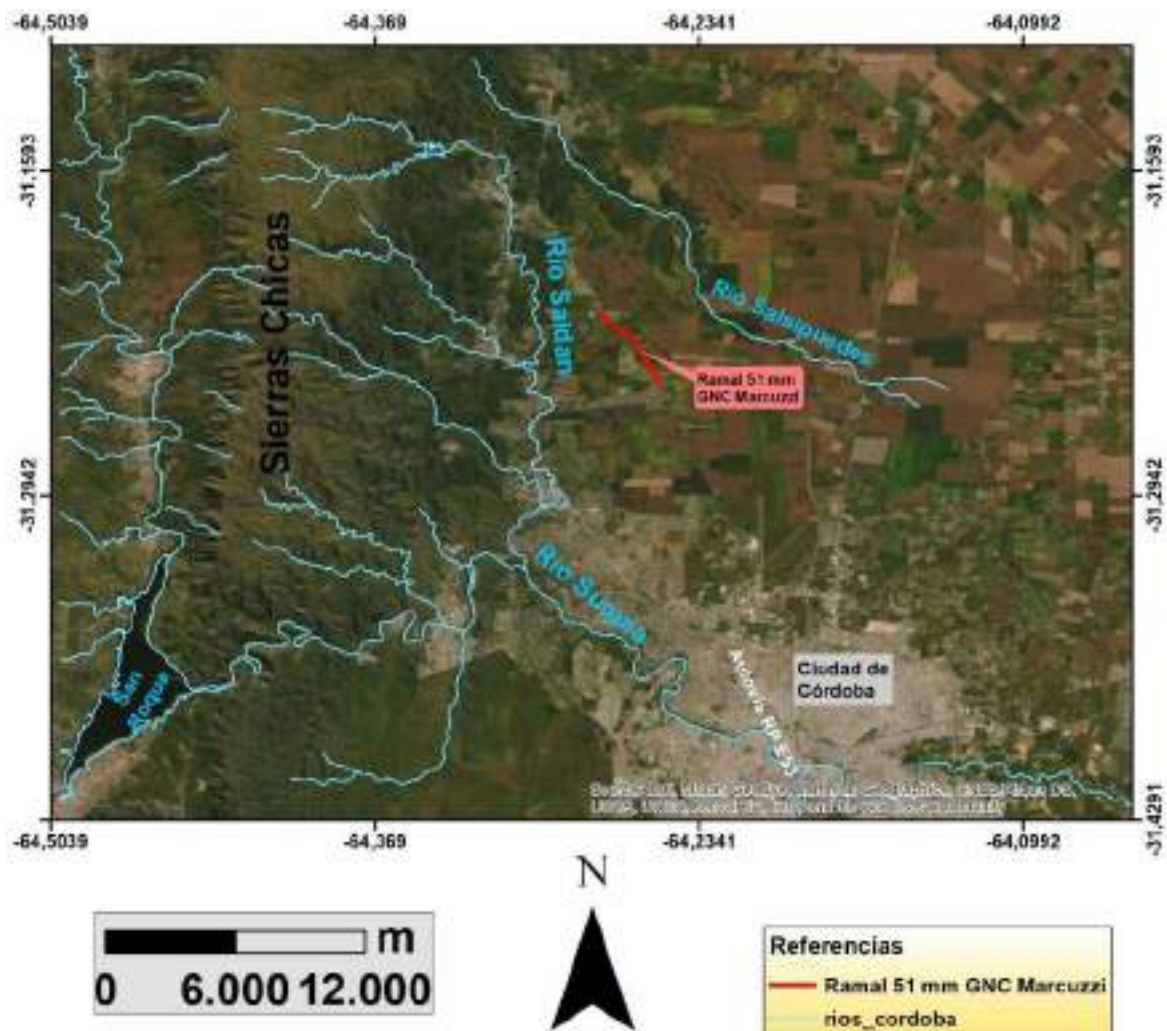 -64,5039 -64,369 -64,2341 -64,0992
-31,1593
-31,1593
Sierras Chicas
Río Saldan
Río Salsipuedes
Ramal 51 mm
GNC Marcuzzi
-31,2942
-31,2942
Río Suquía
San
Roque
Ciudad de
Córdoba
-31,4291
-64,5039 -64,369 -64,2341 -64,0992
N
m
0 6.000 12.000
Referencias
Ramal 51 mm GNC Marcuzzi
rios_cordoba